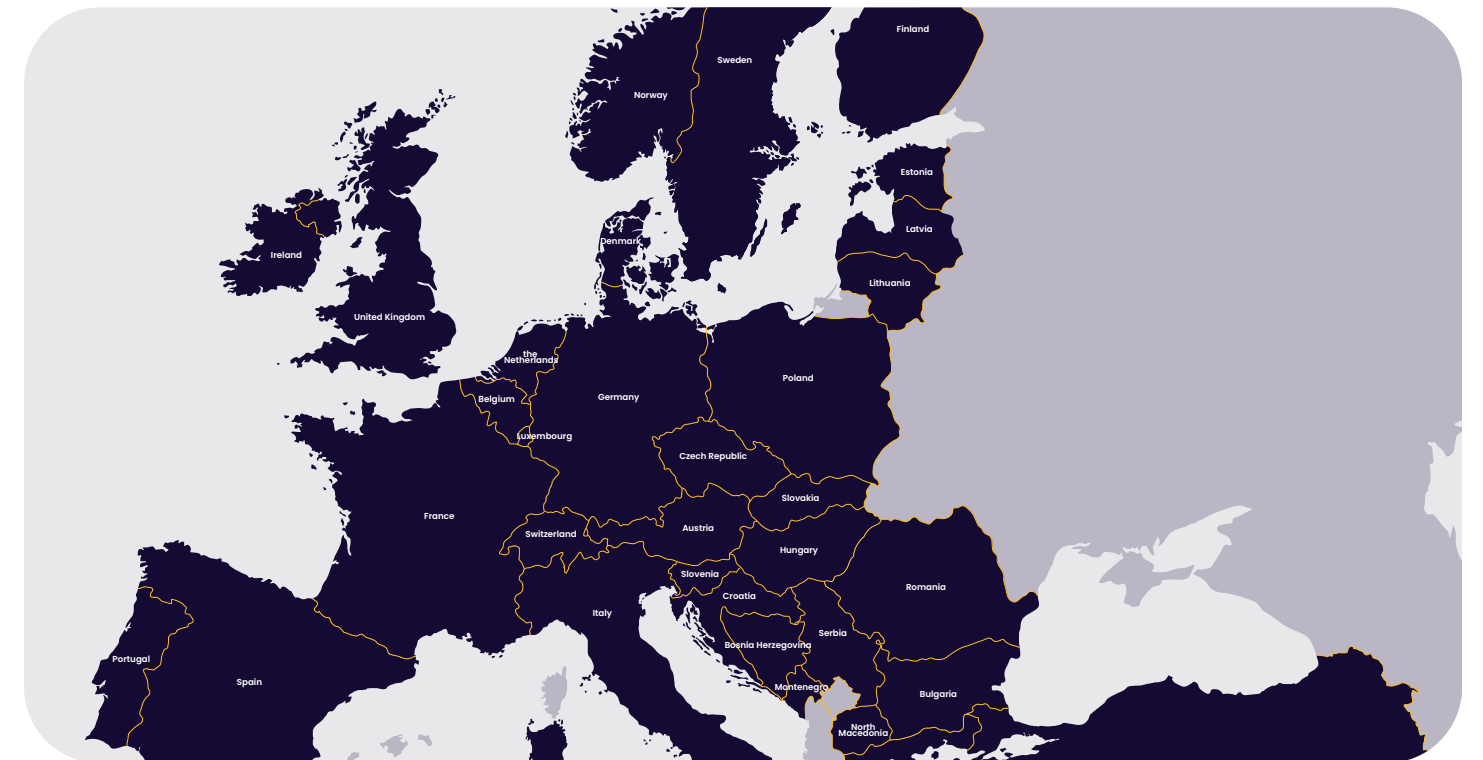 Finland
Sweden
Norway
Estonia
Latvia
Denmark
Ireland
Lithuania
United Kingdom
the
Netherlands
Poland
Belgium
Germany
Luxembourg
Czech Republic
Slovakia
France
Austria
Switzerland
Hungary
Slovenia
Romania
Croatia
Italy
Serbia
Bosnia Herzegovina
Portugal
Spain
Montenegro
Bulgaria
North
Macedonia